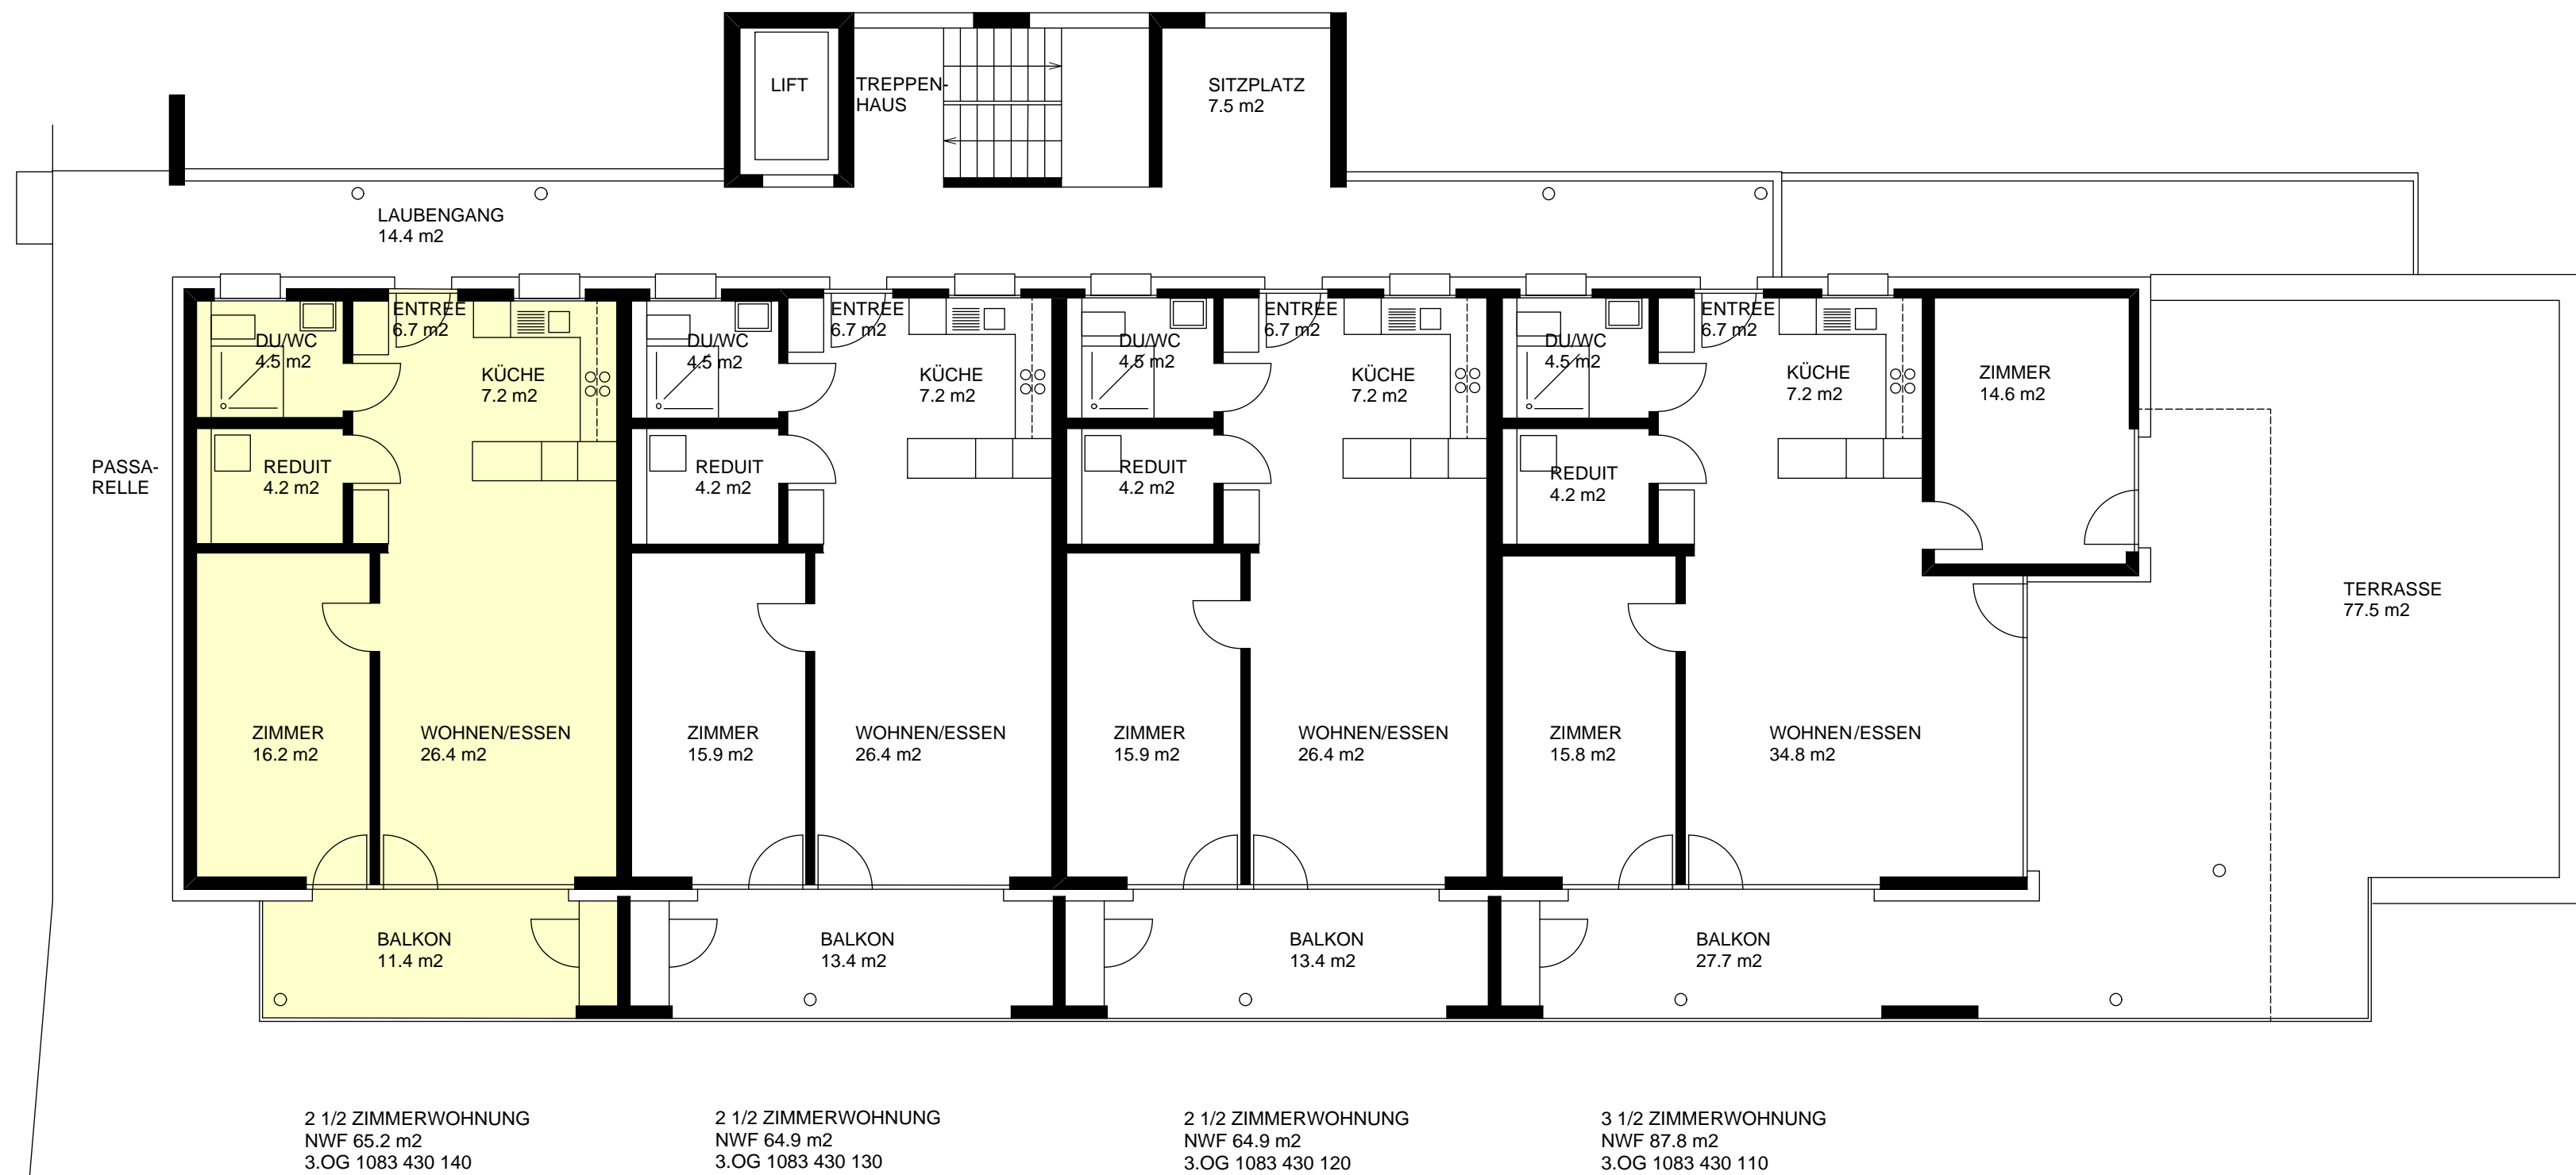 LIFT
TREPPEN-
HAUS
SITZPLATZ
7.5 m2
LAUBENGANG
14.4 m2
PASSA-
RELLE
ENTREE
6.7 m2
DU/WC
4.5 m2
KÜCHE
7.2 m2
REDUIT
4.2 m2
ZIMMER
16.2 m2
WOHNEN/ESSEN
26.4 m2
BALKON
11.4 m2
ENTREE
6.7 m2
DU/WC
4.5 m2
KÜCHE
7.2 m2
REDUIT
4.2 m2
ZIMMER
15.9 m2
WOHNEN/ESSEN
26.4 m2
BALKON
13.4 m2
ENTREE
6.7 m2
DU/WC
4.5 m2
KÜCHE
7.2 m2
REDUIT
4.2 m2
ZIMMER
15.9 m2
WOHNEN/ESSEN
26.4 m2
BALKON
13.4 m2
ENTREE
6.7 m2
DU/WC
4.5 m2
KÜCHE
7.2 m2
ZIMMER
14.6 m2
REDUIT
4.2 m2
ZIMMER
15.8 m2
WOHNEN/ESSEN
34.8 m2
BALKON
27.7 m2
TERRASSE
77.5 m2
2 1/2 ZIMMERWOHNUNG
NWF 65.2 m2
3.OG 1083 430 140
2 1/2 ZIMMERWOHNUNG
NWF 64.9 m2
3.OG 1083 430 130
2 1/2 ZIMMERWOHNUNG
NWF 64.9 m2
3.OG 1083 430 120
3 1/2 ZIMMERWOHNUNG
NWF 87.8 m2
3.OG 1083 430 110